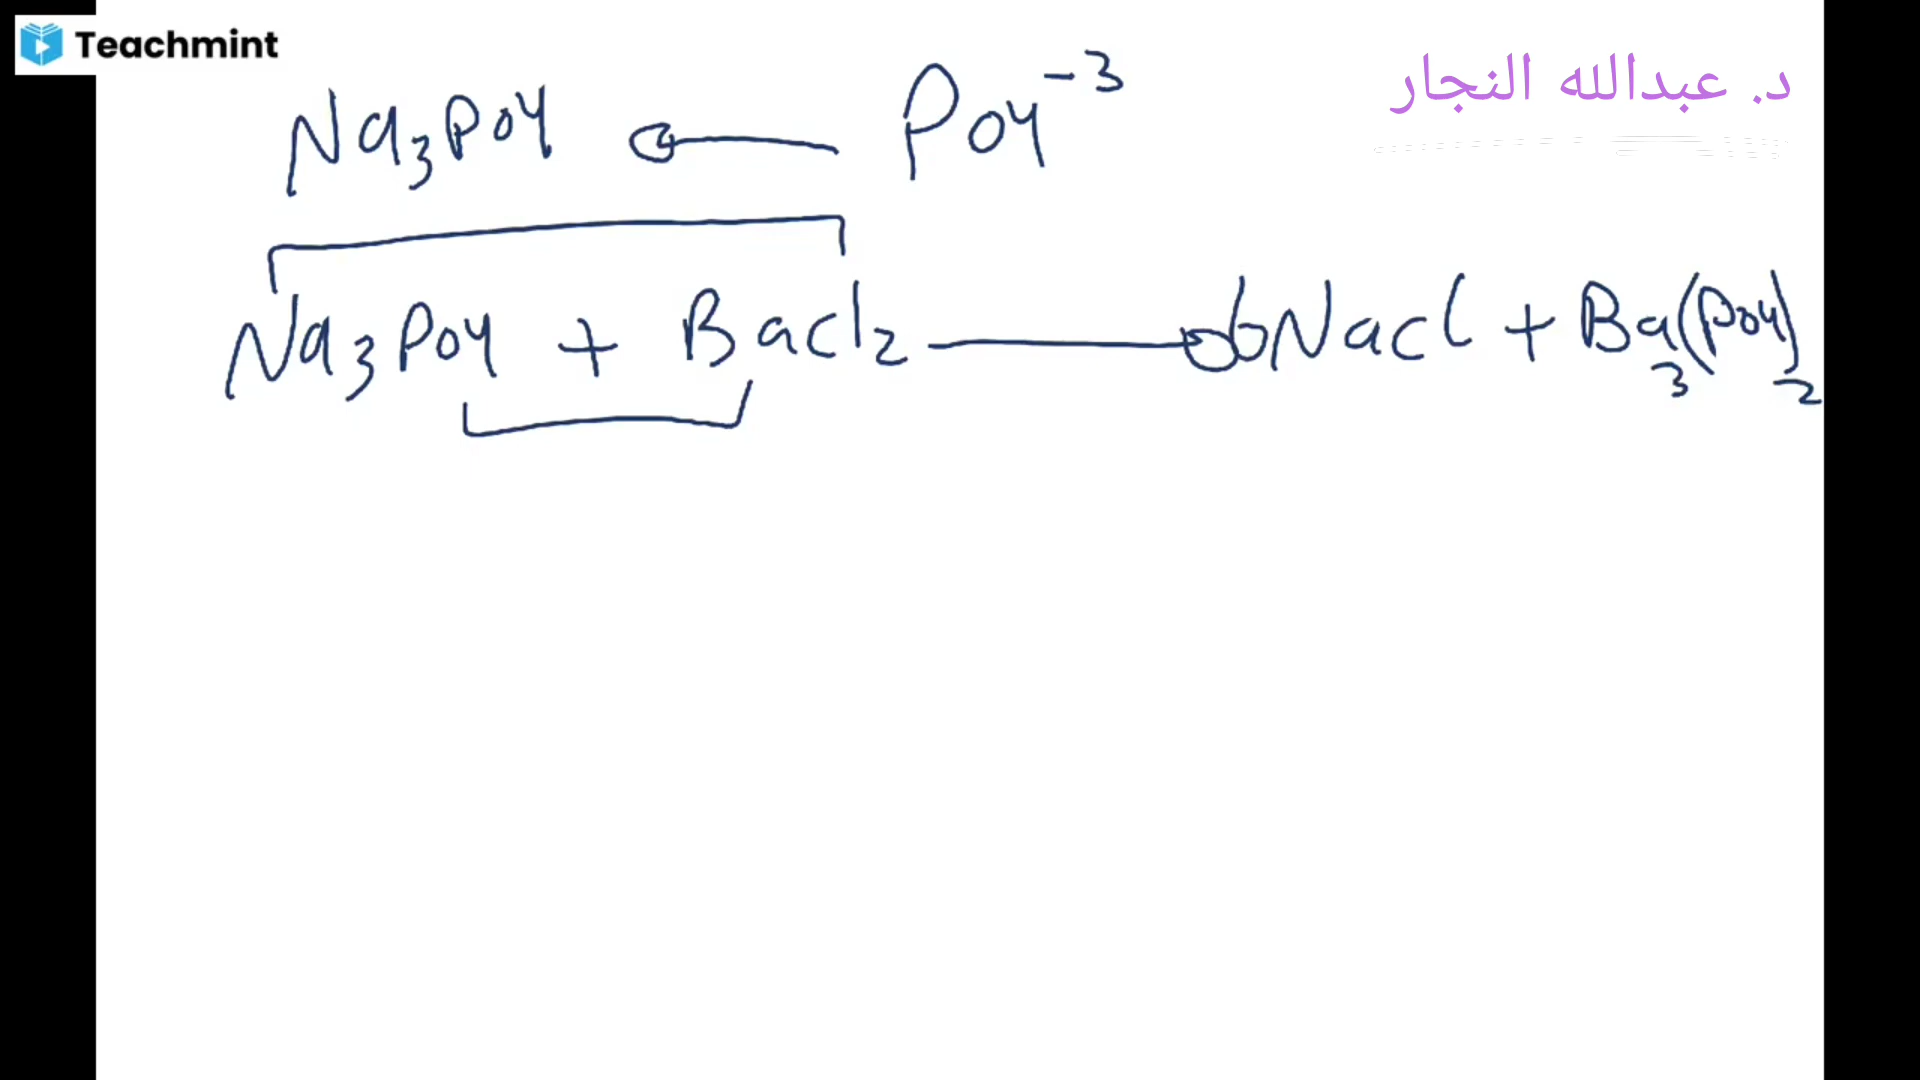 Teachmint
د. عبدالله النجار
Na₃PO4 ← PO4⁻³
Na₃PO4 + BaCl₂ → 6NaCl + Ba₃(PO4)₂